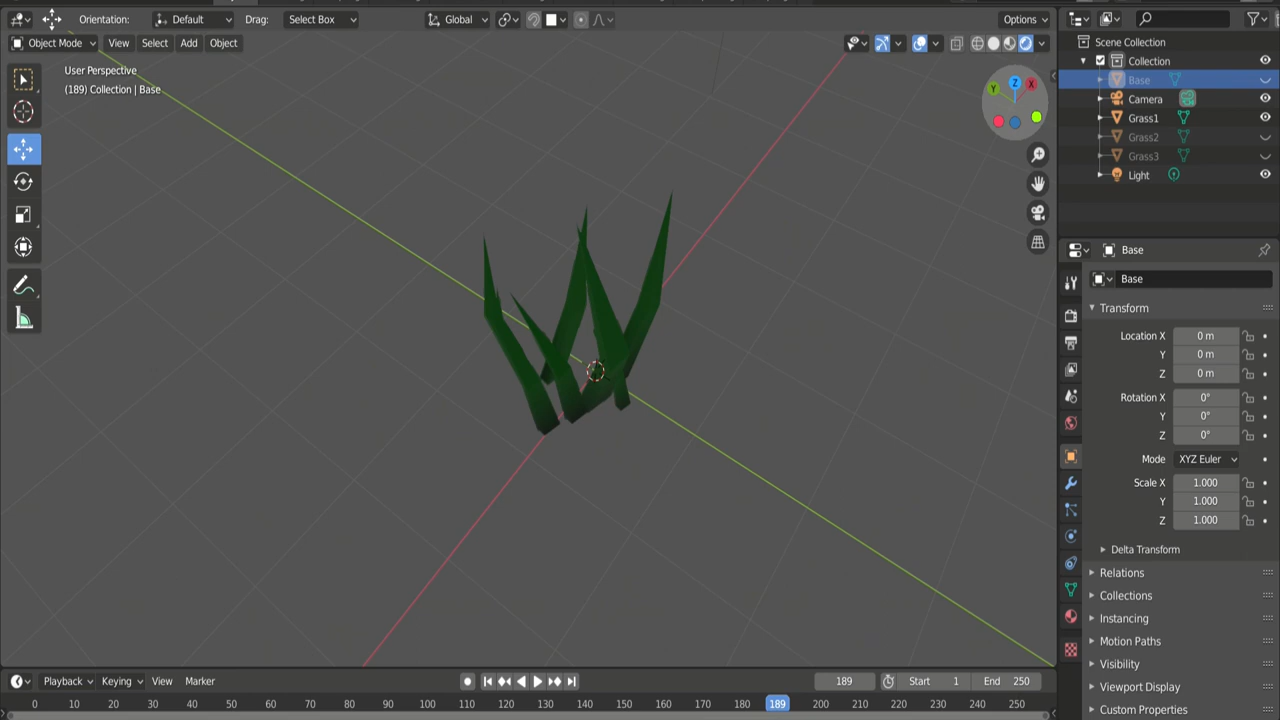 Orientation: Default Drag: Select Box Global Options
Object Mode View Select Add Object
User Perspective
(189) Collection | Base
Y Z X
Scene Collection
Collection
Base
Camera
Grass1
Grass2
Grass3
Light
Base
Base
Transform
Location X 0 m
Y 0 m
Z 0 m
Rotation X 0°
Y 0°
Z 0°
Mode XYZ Euler
Scale X 1.000
Y 1.000
Z 1.000
Delta Transform
Relations
Collections
Instancing
Motion Paths
Visibility
Viewport Display
Custom Properties
Playback Keying View Marker 189 Start 1 End 250
0 10 20 30 40 50 60 70 80 90 100 110 120 130 140 150 160 170 180 189 200 210 220 230 240 250